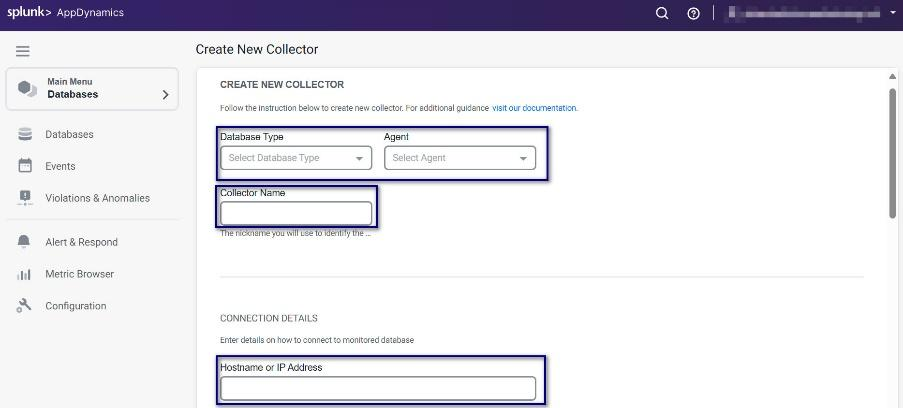 splunk> AppDynamics
Create New Collector
Main Menu
Databases
Databases
Events
Violations & Anomalies
Alert & Respond
Metric Browser
Configuration
CREATE NEW COLLECTOR
Follow the instruction below to create new collector. For additional guidance visit our documentation.
Database Type Agent
Select Database Type Select Agent
Collector Name
The nickname you will use to identify the ...
CONNECTION DETAILS
Enter details on how to connect to monitored database
Hostname or IP Address